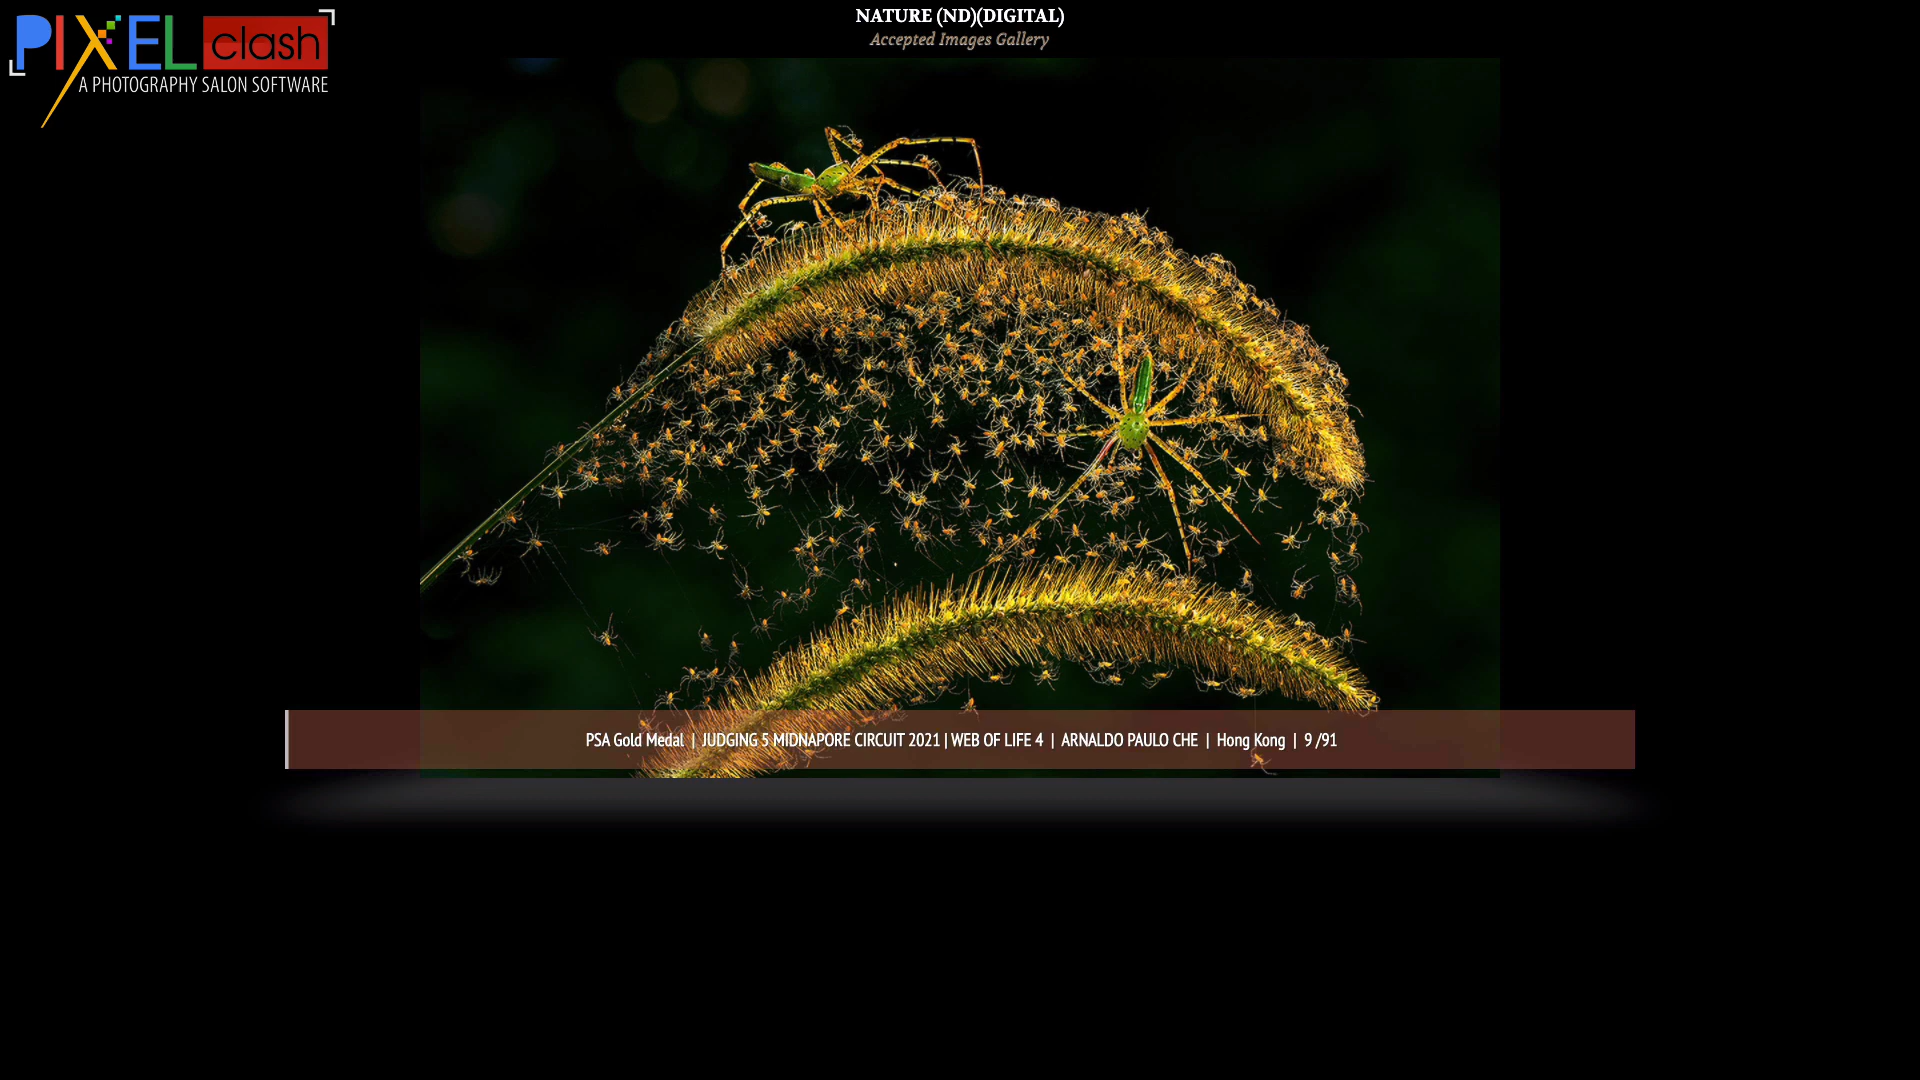 PIXEL clash
A PHOTOGRAPHY SALON SOFTWARE
NATURE (ND)(DIGITAL)
Accepted Images Gallery
PSA Gold Medal | JUDGING 5 MIDNAPORE CIRCUIT 2021 | WEB OF LIFE 4 | ARNALDO PAULO CHE | Hong Kong | 9 /91